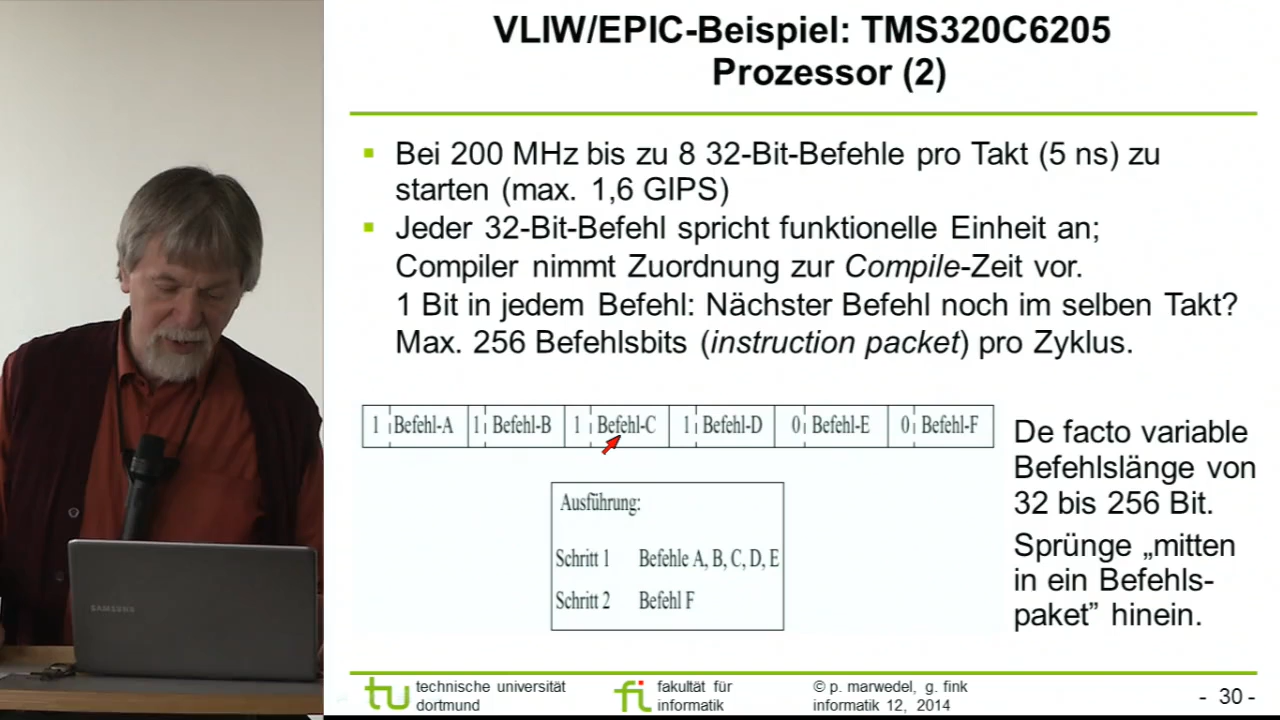 VLIW/EPIC-Beispiel: TMS320C6205
Prozessor (2)
Bei 200 MHz bis zu 8 32-Bit-Befehle pro Takt (5 ns) zu
starten (max. 1,6 GIPS)
Jeder 32-Bit-Befehl spricht funktionelle Einheit an;
Compiler nimmt Zuordnung zur Compile-Zeit vor.
1 Bit in jedem Befehl: Nächster Befehl noch im selben Takt?
Max. 256 Befehlsbits (instruction packet) pro Zyklus.
1 Befehl-A 1 Befehl-B 1 Befehl-C 1 Befehl-D 0 Befehl-E 0 Befehl-F
Ausführung:
Schritt 1 Befehle A, B, C, D, E
Schritt 2 Befehl F
De facto variable
Befehlslänge von
32 bis 256 Bit.
Sprünge „mitten
in ein Befehls-
paket” hinein.
SAMSUNG
tu technische universität
dortmund
fi fakultät für
informatik
© p. marwedel, g. fink
informatik 12, 2014
- 30 -